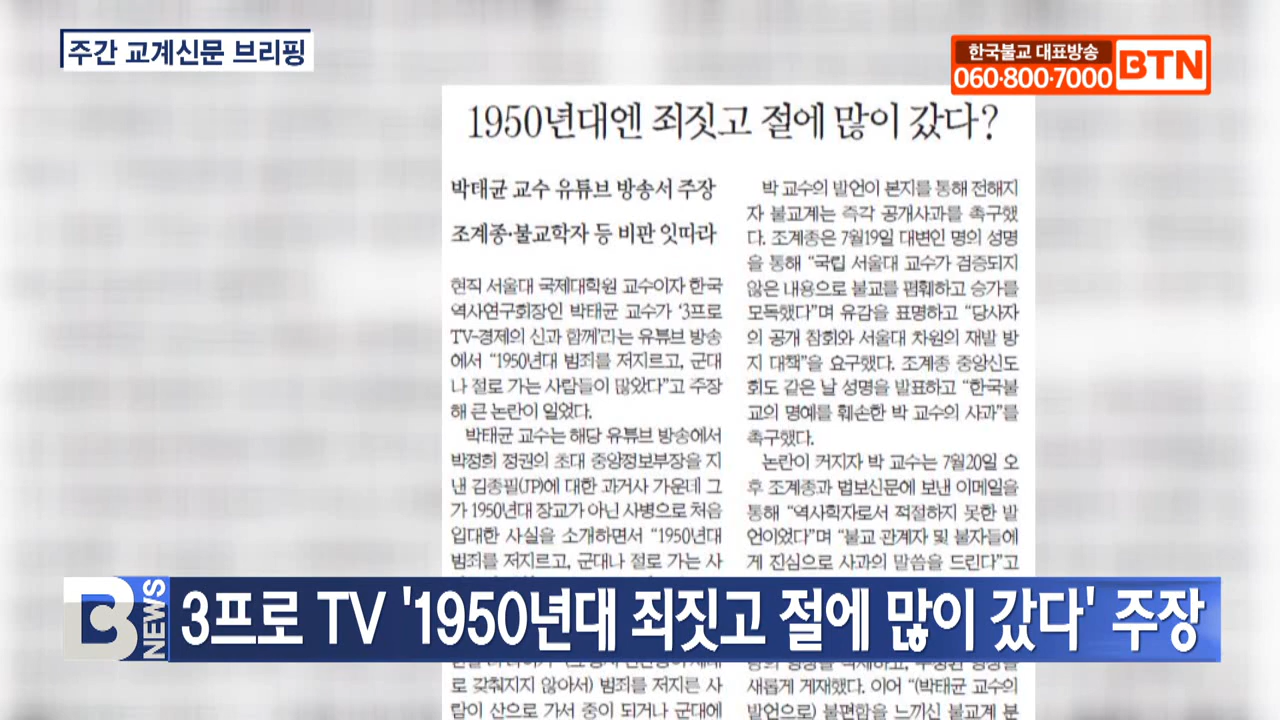 주간 교계신문 브리핑
한국불교 대표방송
060·800·7000
BTN
1950년대엔 죄짓고 절에 많이 갔다?
박태균 교수 유튜브 방송서 주장
조계종·불교학자 등 비판 잇따라
현직 서울대 국제대학원 교수이자 한국
역사연구회장인 박태균 교수가 ‘3프로
TV-경제의 신과 함께’라는 유튜브 방송
에서 “1950년대 범죄를 저지르고, 군대
나 절로 가는 사람들이 많았다”고 주장
해 큰 논란이 일었다.
박태균 교수는 해당 유튜브 방송에서
박정희 정권의 초대 중앙정보부장을 지
낸 김종필(JP)에 대한 과거사 가운데 그
가 1950년대 장교가 아닌 사병으로 처음
입대한 사실을 소개하면서 “1950년대
범죄를 저지르고, 군대나 절로 가는 사
로 갖춰지지 않아서) 범죄를 저지른 사
람이 산으로 가서 중이 되거나 군대에
박 교수의 발언이 본지를 통해 전해지
자 불교계는 즉각 공개사과를 촉구했
다. 조계종은 7월19일 대변인 명의 성명
을 통해 “국립 서울대 교수가 검증되지
않은 내용으로 불교를 폄훼하고 승가를
모독했다”며 유감을 표명하고 “당사자
의 공개 참회와 서울대 차원의 재발 방
지 대책”을 요구했다. 조계종 중앙신도
회도 같은 날 성명을 발표하고 “한국불
교의 명예를 훼손한 박 교수의 사과”를
촉구했다.
논란이 커지자 박 교수는 7월20일 오
후 조계종과 법보신문에 보낸 이메일을
통해 “역사학자로서 적절하지 못한 발
언이었다”며 “불교 관계자 및 불자들에
게 진심으로 사과의 말씀을 드린다”고
새롭게 게재했다. 이어 “(박태균 교수의
발언으로) 불편함을 느끼신 불교계 분
B NEWS
3프로 TV '1950년대 죄짓고 절에 많이 갔다' 주장